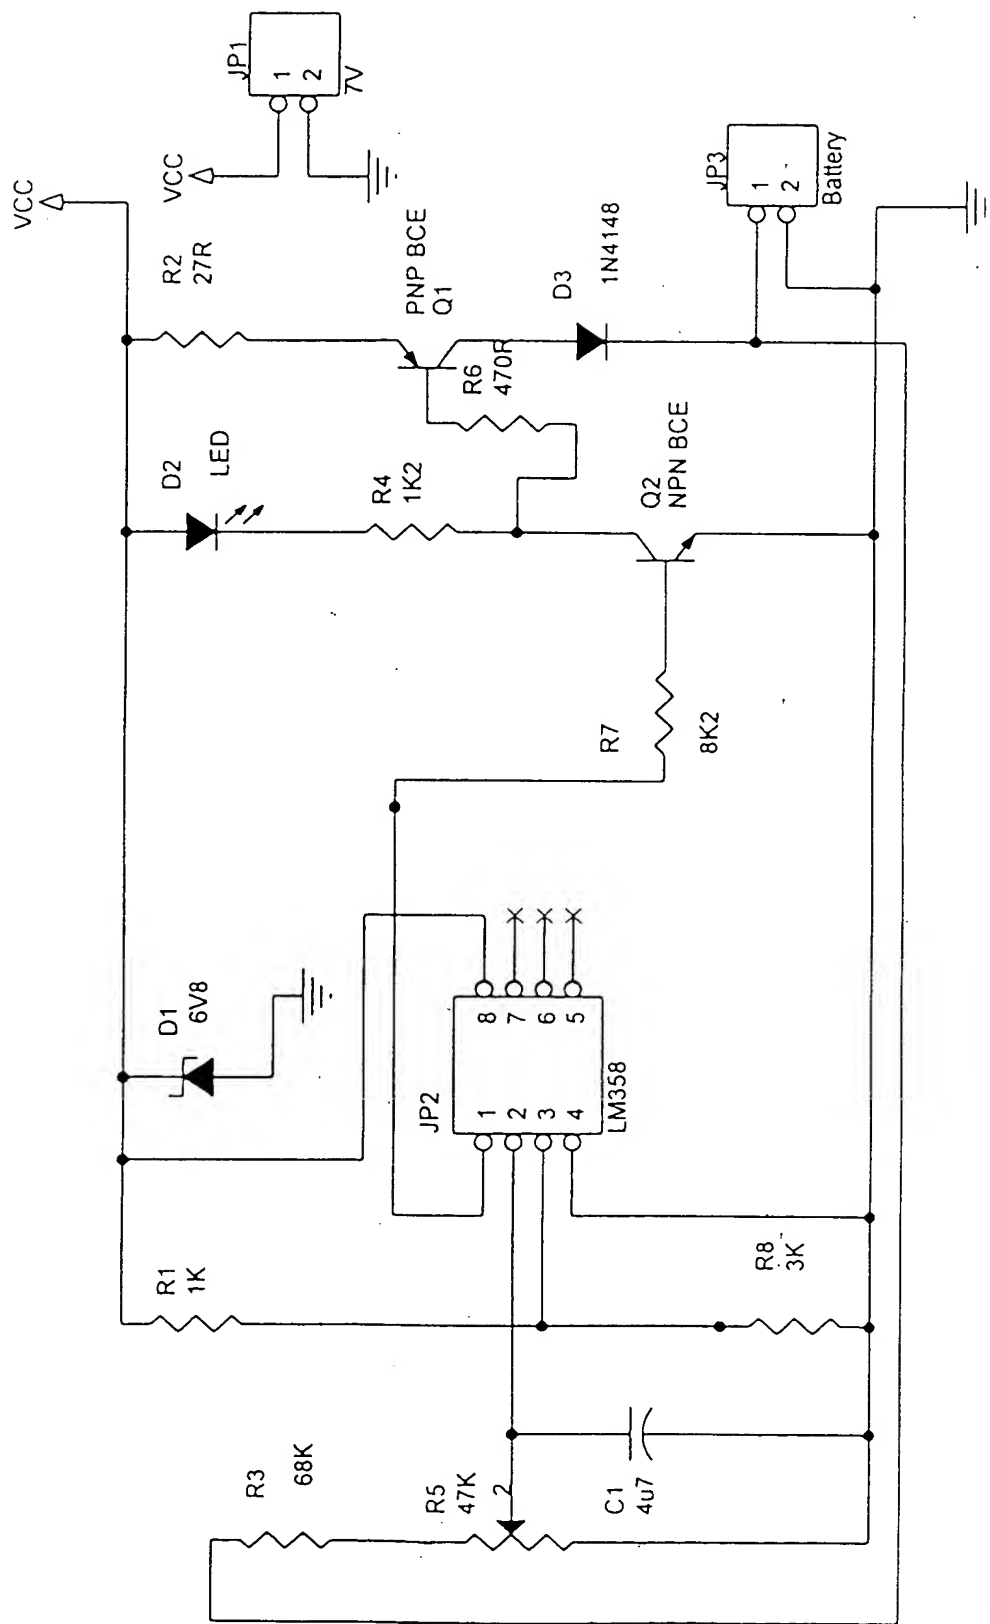 VCC
JP1
1
2
7V
VCC
R2
27R
PNP BCE
Q1
D3
1N4148
JP3
1
2
Battery
D2
LED
R6
470R
R4
1K2
Q2
NPN BCE
R7
8K2
D1
6V8
JP2
1
2
3
4
8
7
6
5
LM358
R1
1K
R8
3K
R3
68K
R5
47K
2
C1
4u7